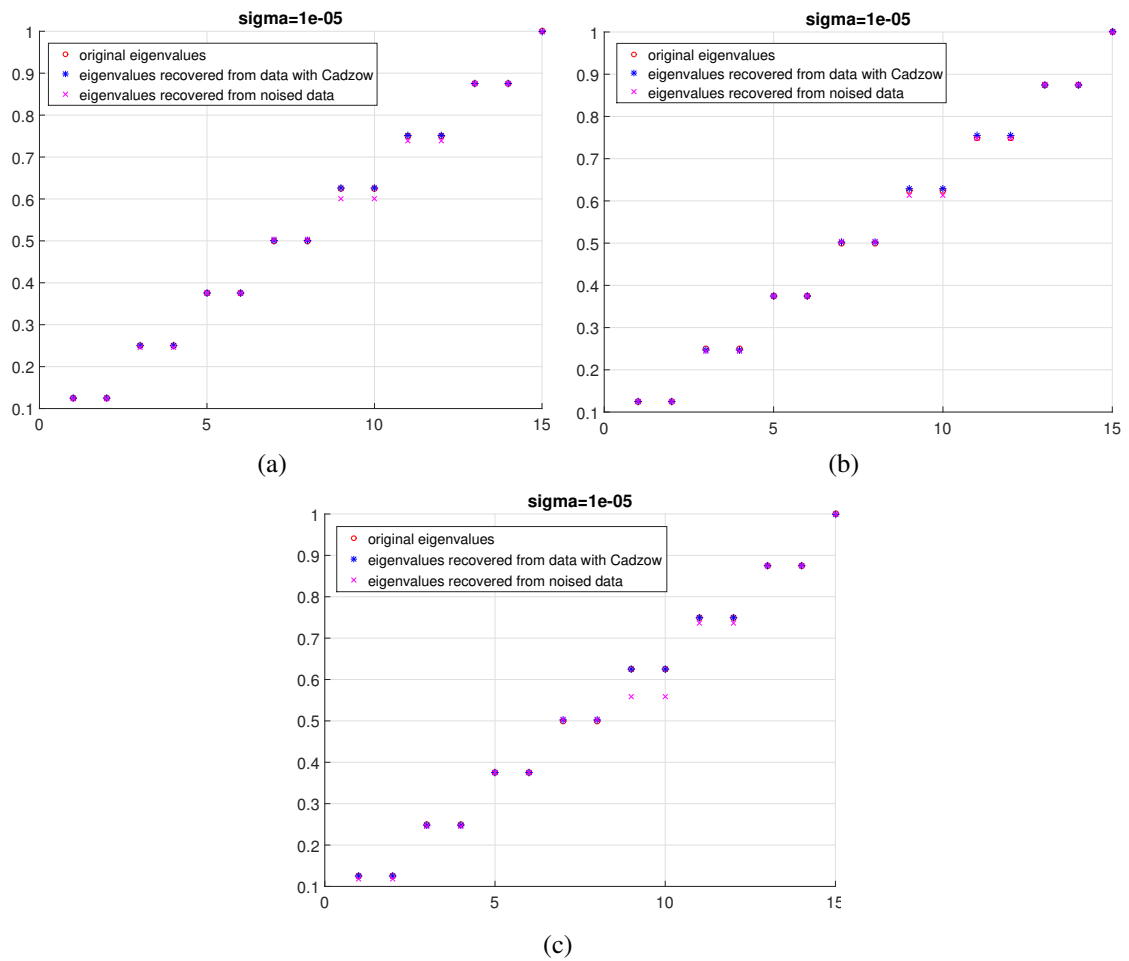 sigma=1e-05
original eigenvalues
eigenvalues recovered from data with Cadzow
eigenvalues recovered from noised data
1
0.9
0.8
0.7
0.6
0.5
0.4
0.3
0.2
0.1
0
5
10
15
(a)
sigma=1e-05
original eigenvalues
eigenvalues recovered from data with Cadzow
eigenvalues recovered from noised data
1
0.9
0.8
0.7
0.6
0.5
0.4
0.3
0.2
0.1
0
5
10
15
(b)
sigma=1e-05
original eigenvalues
eigenvalues recovered from data with Cadzow
eigenvalues recovered from noised data
1
0.9
0.8
0.7
0.6
0.5
0.4
0.3
0.2
0.1
0
5
10
15
(c)